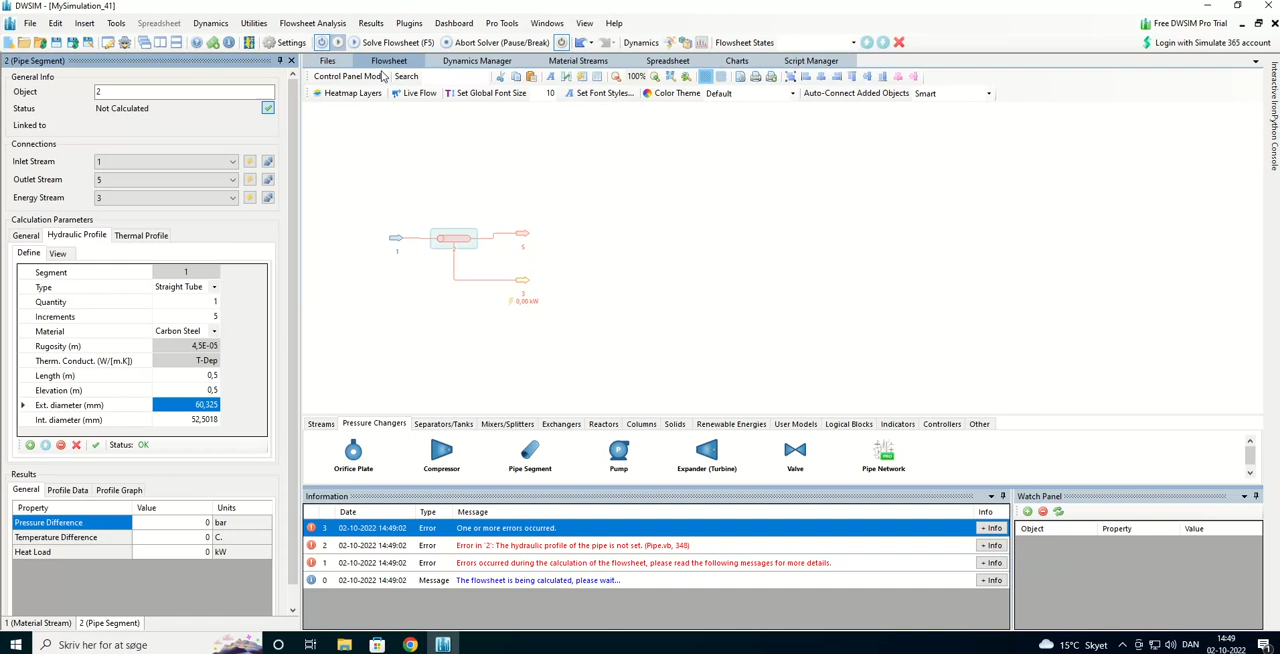 DWSIM - [MySimulation_41]
File Edit Insert Tools Spreadsheet Dynamics Utilities Flowsheet Analysis Results Plugins Dashboard Pro Tools Windows View Help Free DWSIM Pro Trial
Settings Solve Flowsheet (F5) Abort Solver (Pause/Break) Dynamics Flowsheet States Login with Simulate 365 account
2 (Pipe Segment)
Files Flowsheet Dynamics Manager Material Streams Spreadsheet Charts Script Manager
Control Panel Mode Search 100%
Heatmap Layers Live Flow Set Global Font Size 10 Set Font Styles... Color Theme Default Auto-Connect Added Objects Smart
General Info
Object 2
Status Not Calculated
Linked to
Connections
Inlet Stream 1
Outlet Stream 5
Energy Stream 3
Calculation Parameters
General Hydraulic Profile Thermal Profile
Define View
Segment 1
Type Straight Tube
Quantity 1
Increments 5
Material Carbon Steel
Rugosity (m) 4,5E-05
Therm. Conduct. (W/[m.K]) T-Dep
Length (m) 0,5
Elevation (m) 0,5
Ext. diameter (mm) 60,325
Int. diameter (mm) 52,5018
Status: OK
Results
General Profile Data Profile Graph
Property Value Units
Pressure Difference 0 bar
Temperature Difference 0 C.
Heat Load 0 kW
1 (Material Stream) 2 (Pipe Segment)
1
2
5
3
0,00 kW
Streams Pressure Changers Separators/Tanks Mixers/Splitters Exchangers Reactors Columns Solids Renewable Energies User Models Logical Blocks Indicators Controllers Other
Orifice Plate Compressor Pipe Segment Pump Expander (Turbine) Valve Pipe Network
PRO
Information
Date Type Message Info
3 02-10-2022 14:49:02 Error One or more errors occurred. + Info
2 02-10-2022 14:49:02 Error Error in '2': The hydraulic profile of the pipe is not set. (Pipe.vb, 348) + Info
1 02-10-2022 14:49:02 Error Errors occurred during the calculation of the flowsheet, please read the following messages for more details. + Info
0 02-10-2022 14:49:02 Message The flowsheet is being calculated, please wait... + Info
Watch Panel
Object Property Value
Interactive IronPython Console
Skriv her for at søge
15°C Skyet DAN 14:49
02-10-2022